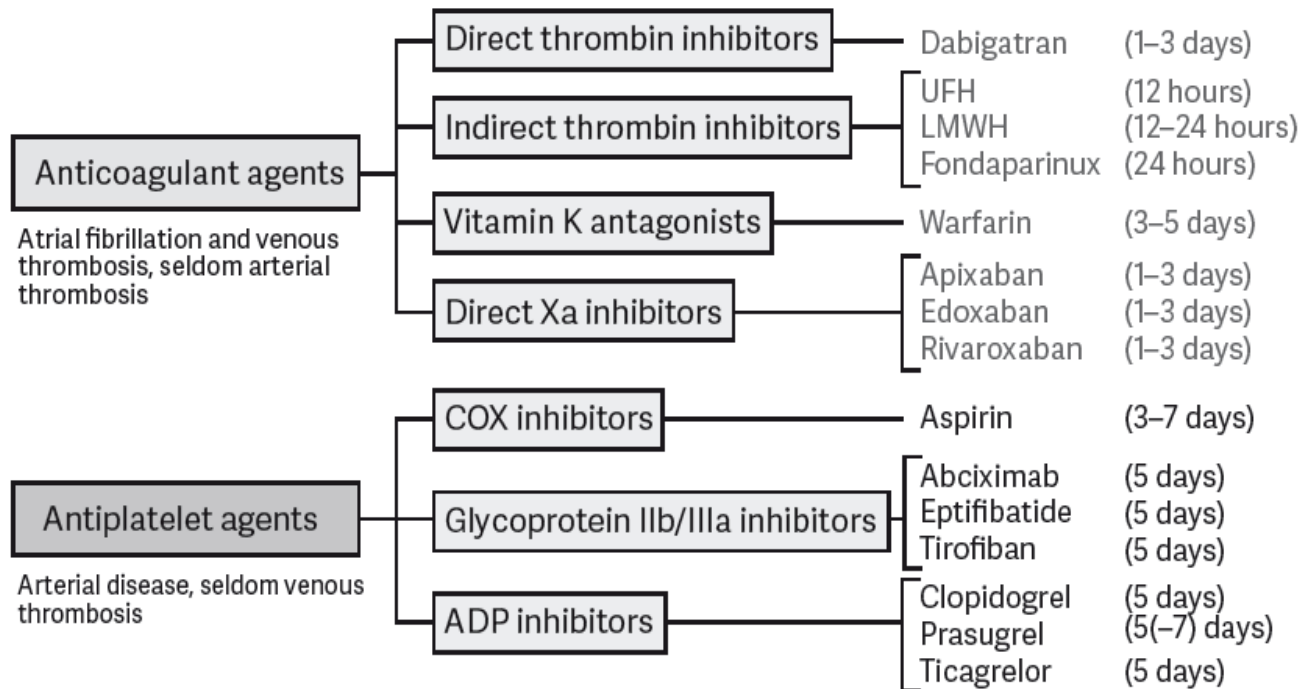 Direct thrombin inhibitors
Dabigatran (1–3 days)
Indirect thrombin inhibitors
UFH (12 hours)
LMWH (12–24 hours)
Fondaparinux (24 hours)
Anticoagulant agents
Atrial fibrillation and venous
thrombosis, seldom arterial
thrombosis
Vitamin K antagonists
Warfarin (3–5 days)
Direct Xa inhibitors
Apixaban (1–3 days)
Edoxaban (1–3 days)
Rivaroxaban (1–3 days)
COX inhibitors
Aspirin (3–7 days)
Antiplatelet agents
Arterial disease, seldom venous
thrombosis
Glycoprotein IIb/IIIa inhibitors
Abciximab (5 days)
Eptifibatide (5 days)
Tirofiban (5 days)
ADP inhibitors
Clopidogrel (5 days)
Prasugrel (5(–7) days)
Ticagrelor (5 days)